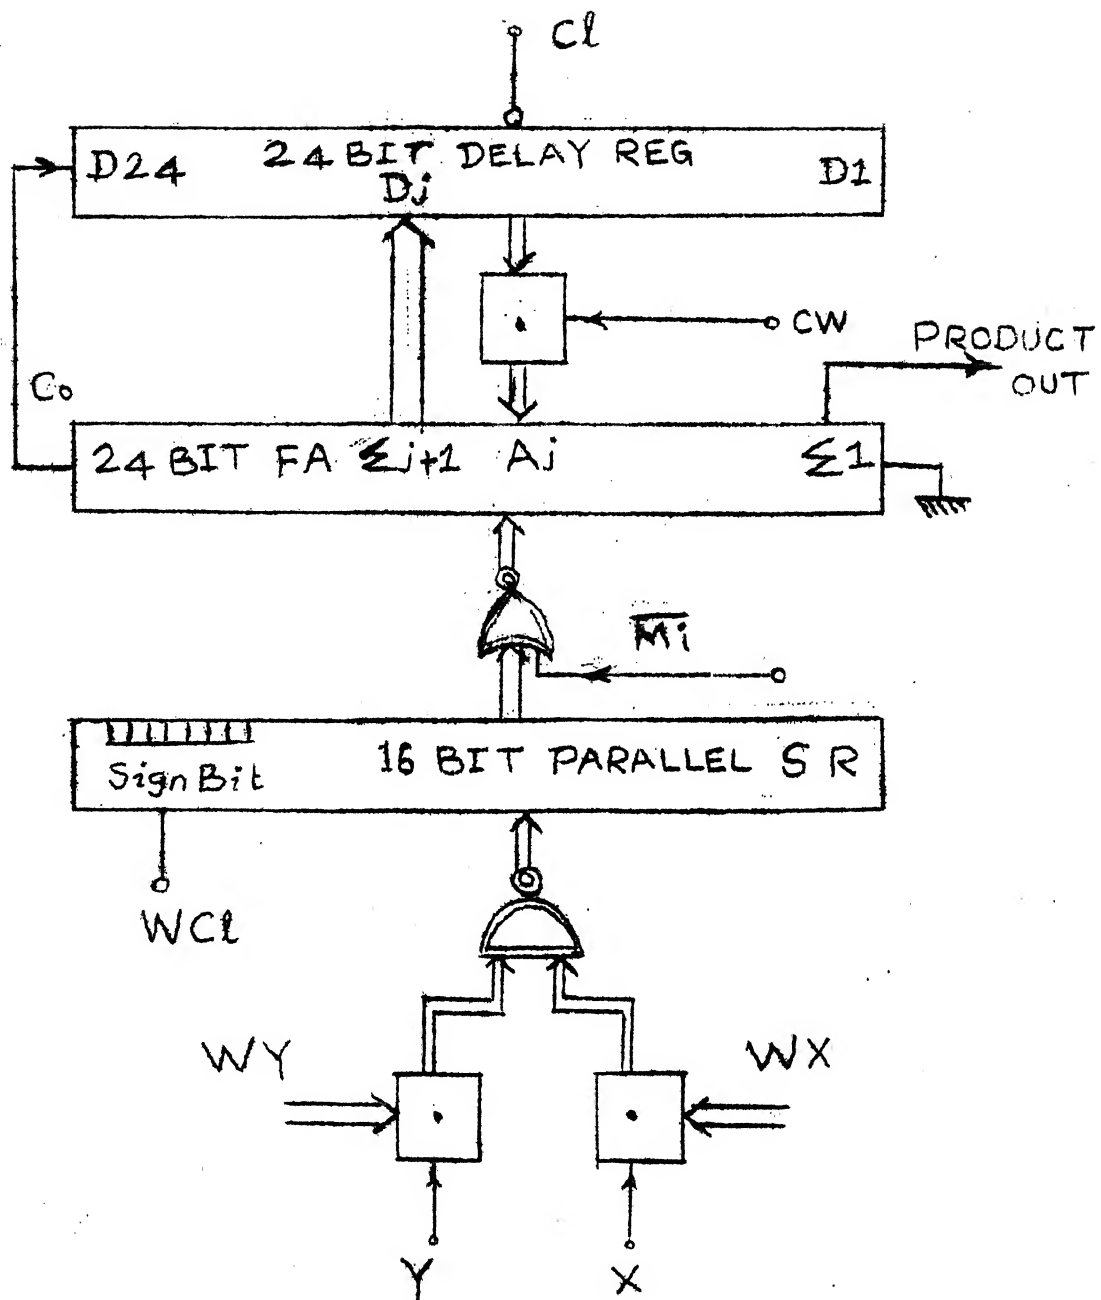 Cl
D24 24 BIT DELAY REG D1
Dj
CW
PRODUCT
OUT
Co
24 BIT FA Σj+1 Aj Σ1
M̅i̅
16 BIT PARALLEL SR
Sign Bit
WCl
WY
WX
Y
X